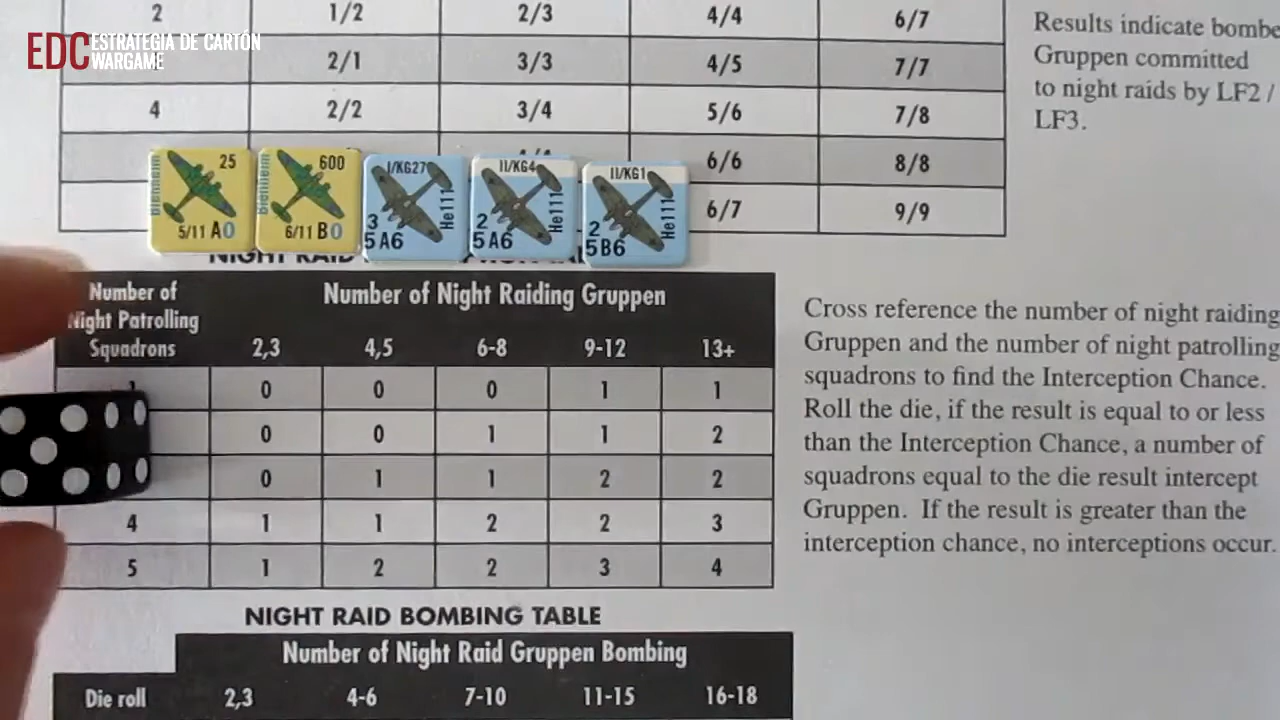 2 1/2 2/3 4/4 6/7
EDC ESTRATEGIA DE CARTÓN
WARGAME
2/1 3/3 4/5 7/7
4 2/2 3/4 5/6 7/8
6/6 8/8
6/7 9/9
Results indicate bombe
Gruppen committed
to night raids by LF2 /
LF3.
25
Blenheim
5/11 A0
600
Blenheim
6/11 B0
I/KG27
He111
3
5A6
II/KG4
He111
2
5A6
II/KG1
He111
2
5B6
NIGHT RAID
Number of
Night Patrolling
Squadrons
Number of Night Raiding Gruppen
2,3 4,5 6-8 9-12 13+
0 0 0 1 1
0 0 1 1 2
0 1 1 2 2
4 1 1 2 2 3
5 1 2 2 3 4
Cross reference the number of night raiding
Gruppen and the number of night patrolling
squadrons to find the Interception Chance.
Roll the die, if the result is equal to or less
than the Interception Chance, a number of
squadrons equal to the die result intercept
Gruppen. If the result is greater than the
interception chance, no interceptions occur.
NIGHT RAID BOMBING TABLE
Number of Night Raid Gruppen Bombing
Die roll 2,3 4-6 7-10 11-15 16-18